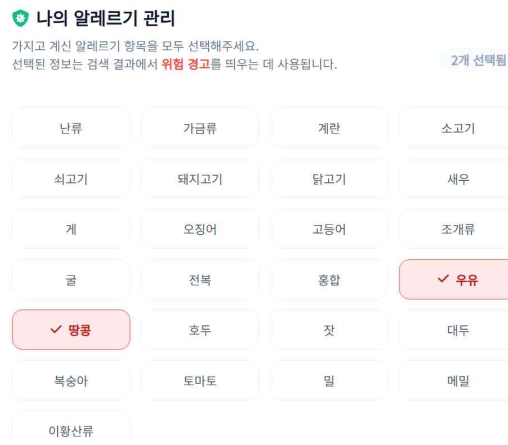 나의 알레르기 관리
가지고 계신 알레르기 항목을 모두 선택해주세요.
선택된 정보는 검색 결과에서 위험 경고를 띄우는 데 사용됩니다.
2개 선택됨
난류 가금류 계란 소고기
쇠고기 돼지고기 닭고기 새우
게 오징어 고등어 조개류
굴 전복 홍합 우유
땅콩 호두 잣 대두
복숭아 토마토 밀 메밀
이황산류